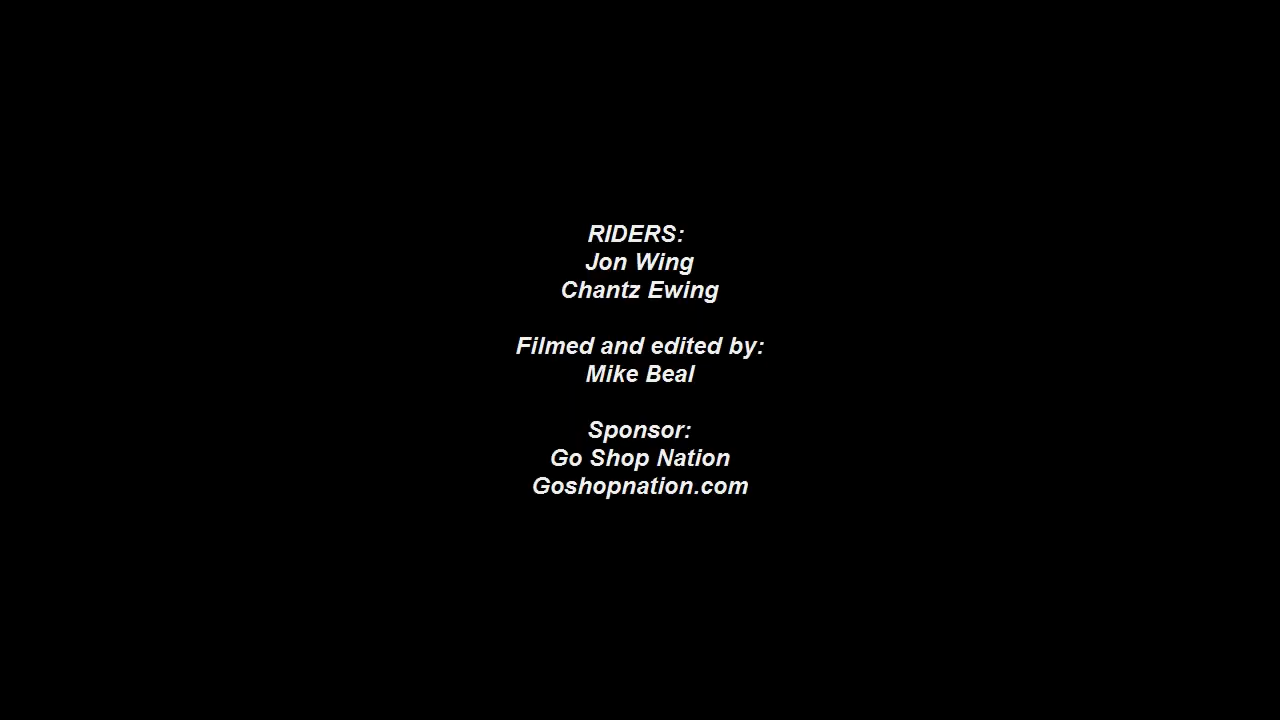 RIDERS:
Jon Wing
Chantz Ewing
Filmed and edited by:
Mike Beal
Sponsor:
Go Shop Nation
Goshopnation.com